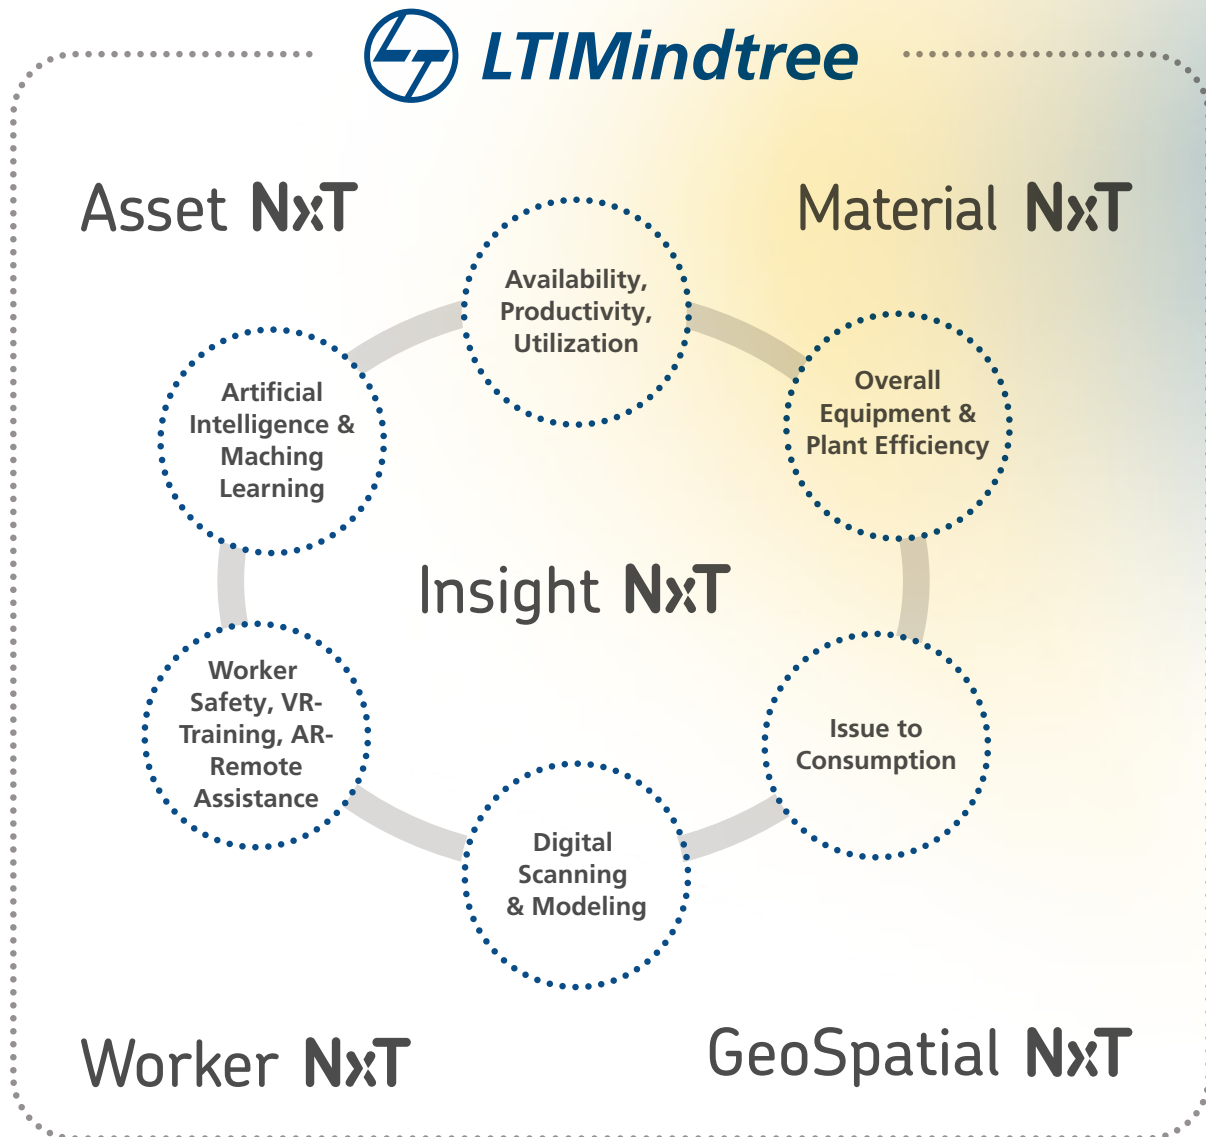 LTIMindtree
Asset NxT
Material NxT
Availability,
Productivity,
Utilization
Overall
Equipment &
Plant Efficiency
Artificial
Intelligence &
Maching
Learning
Insight NxT
Worker
Safety, VR-
Training, AR-
Remote
Assistance
Issue to
Consumption
Digital
Scanning
& Modeling
Worker NxT
GeoSpatial NxT